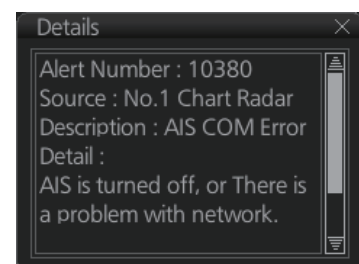 Details
Alert Number : 10380
Source : No.1 Chart Radar
Description : AIS COM Error
Detail :
AIS is turned off, or There is
a problem with network.